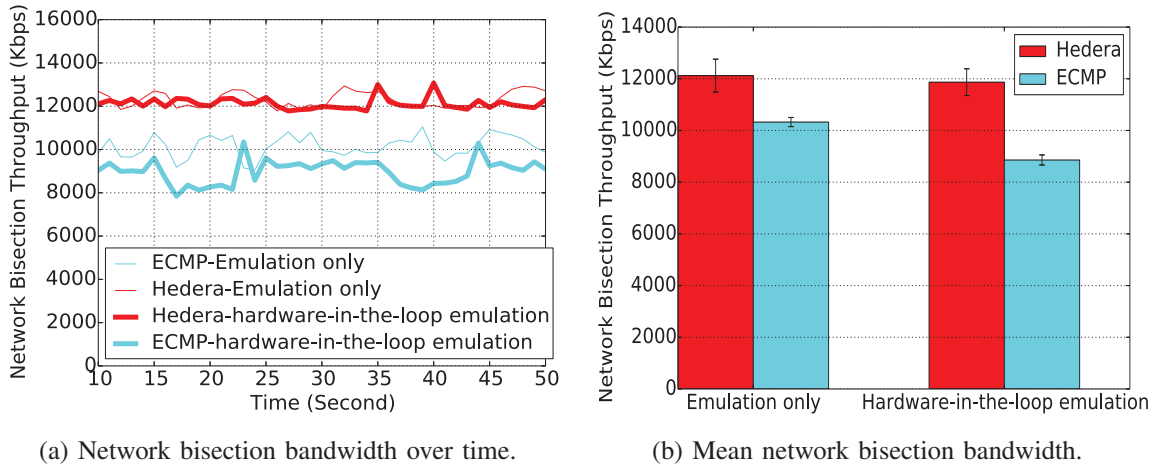 Network Bisection Throughput (Kbps)
16000
14000
12000
10000
8000
6000
4000
2000
0
ECMP-Emulation only
Hedera-Emulation only
Hedera-hardware-in-the-loop emulation
ECMP-hardware-in-the-loop emulation
10 15 20 25 30 35 40 45 50
Time (Second)
(a) Network bisection bandwidth over time.
Network Bisection Throughput (Kbps)
14000
12000
10000
8000
6000
4000
2000
0
Hedera
ECMP
Emulation only Hardware-in-the-loop emulation
(b) Mean network bisection bandwidth.